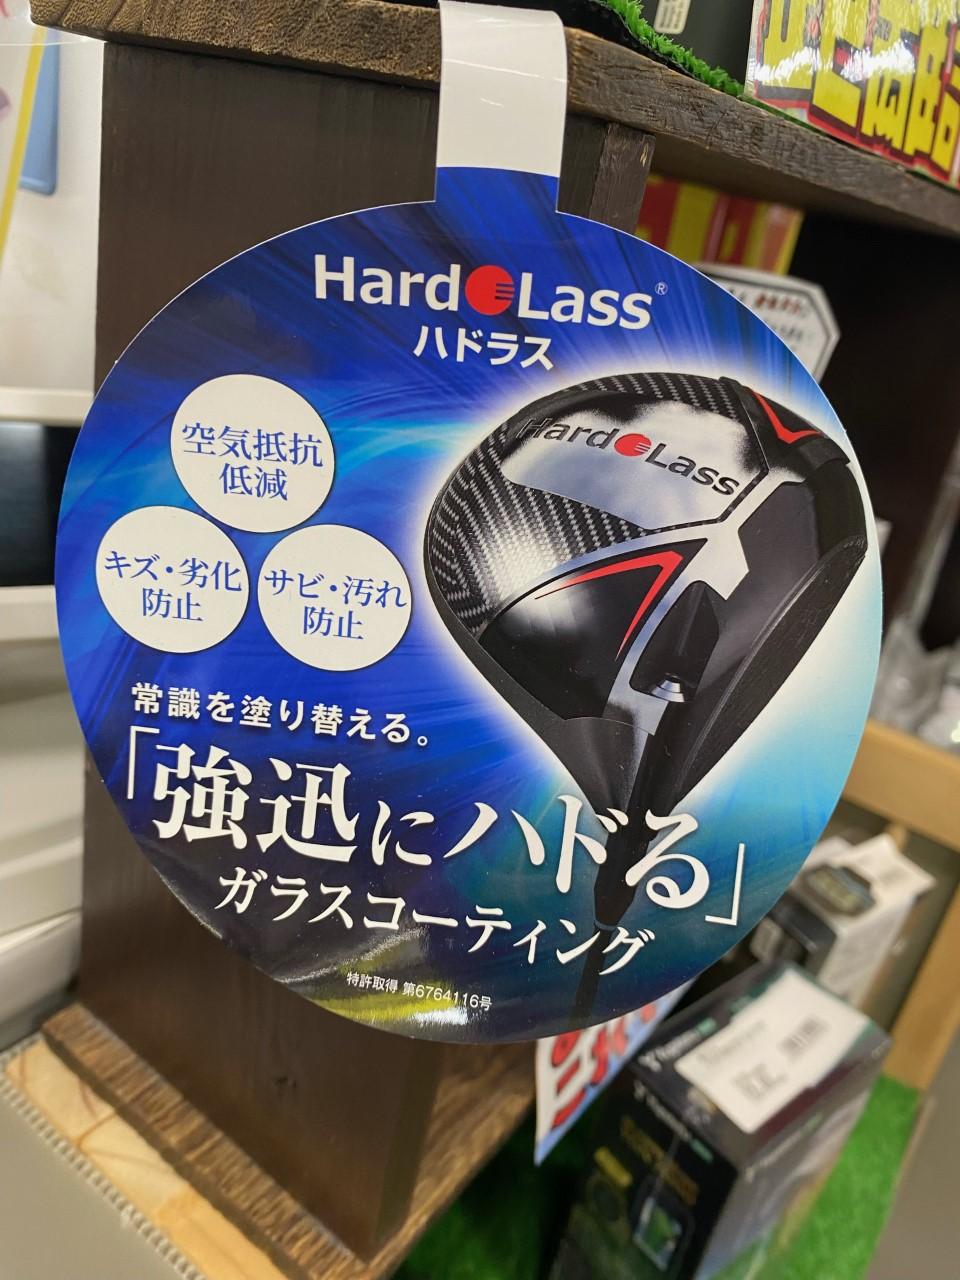 HardoLass®
ハドラス
HardoLass
空気抵抗
低減
キズ・劣化
防止
サビ・汚れ
防止
常識を塗り替える。
「強迅にハドる」
ガラスコーティング
特許取得 第6764116号